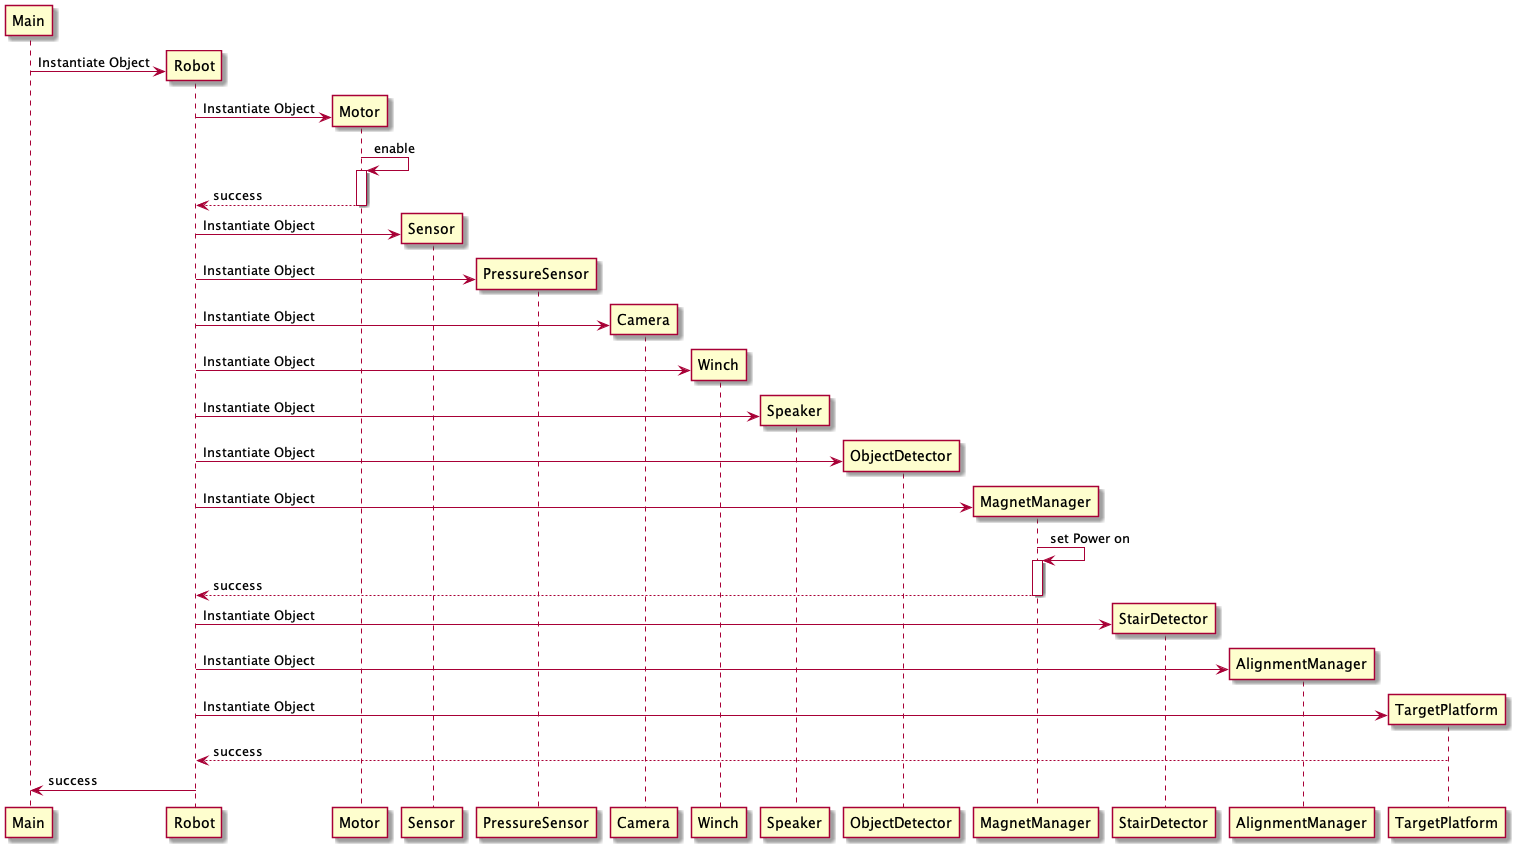 Main
Instantiate Object
Robot
Instantiate Object
Motor
enable
success
Instantiate Object
Sensor
Instantiate Object
PressureSensor
Instantiate Object
Camera
Instantiate Object
Winch
Instantiate Object
Speaker
Instantiate Object
ObjectDetector
Instantiate Object
MagnetManager
set Power on
success
Instantiate Object
StairDetector
Instantiate Object
AlignmentManager
Instantiate Object
TargetPlatform
success
success
Main Robot Motor Sensor PressureSensor Camera Winch Speaker ObjectDetector MagnetManager StairDetector AlignmentManager TargetPlatform